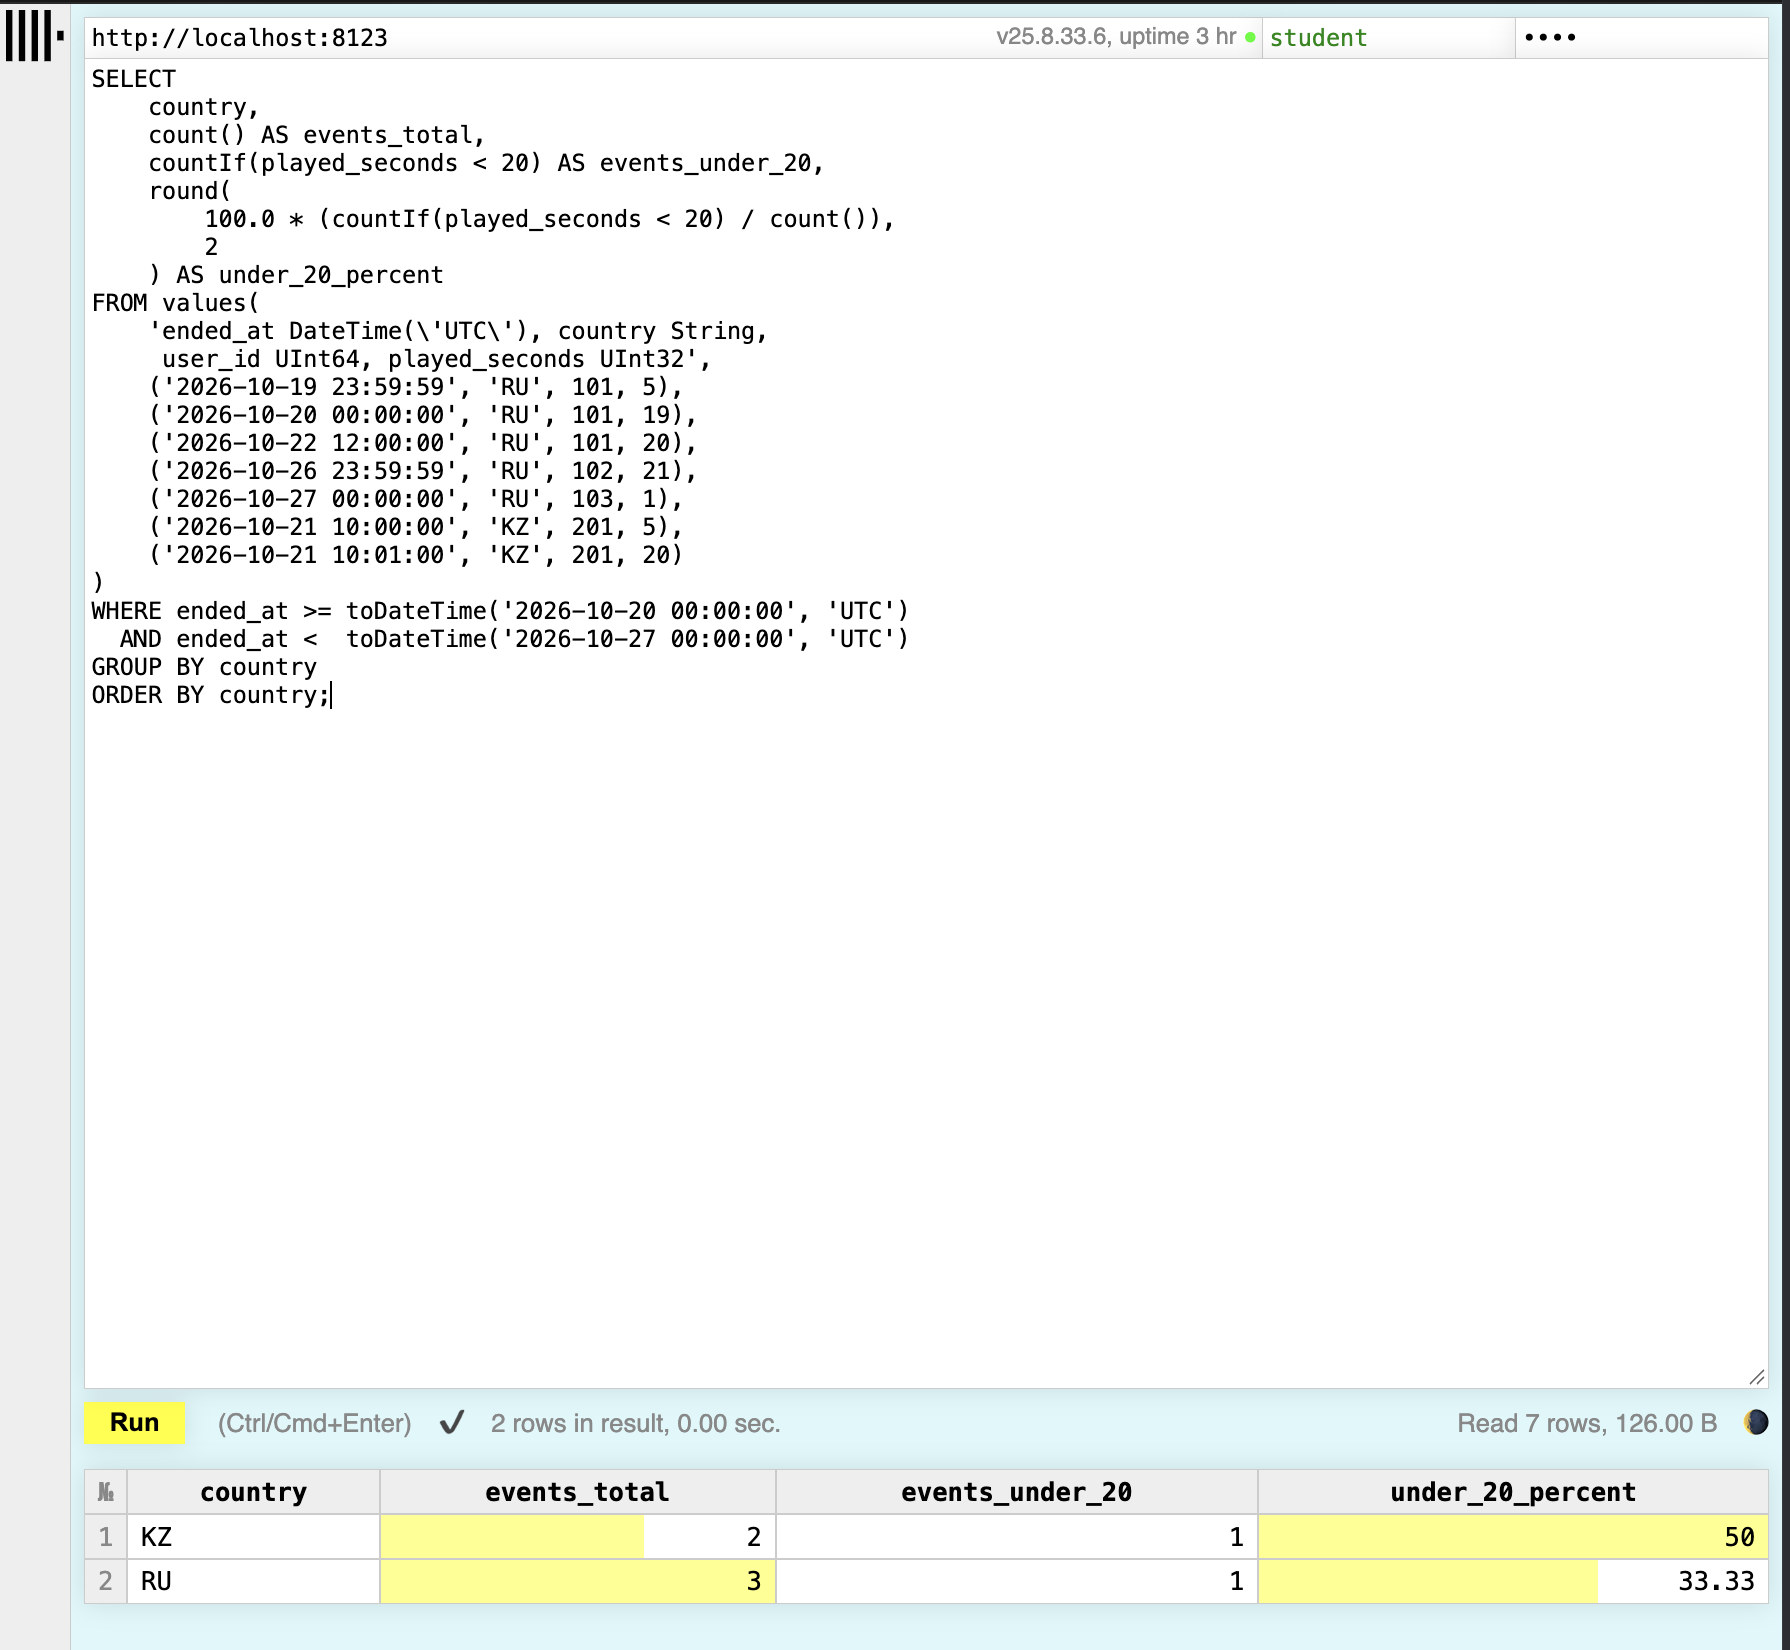 http://localhost:8123
v25.8.33.6, uptime 3 hr
student
••••
SELECT
    country,
    count() AS events_total,
    countIf(played_seconds < 20) AS events_under_20,
    round(
        100.0 * (countIf(played_seconds < 20) / count()),
        2
    ) AS under_20_percent
FROM values(
    'ended_at DateTime(\'UTC\'), country String,
     user_id UInt64, played_seconds UInt32',
    ('2026-10-19 23:59:59', 'RU', 101, 5),
    ('2026-10-20 00:00:00', 'RU', 101, 19),
    ('2026-10-22 12:00:00', 'RU', 101, 20),
    ('2026-10-26 23:59:59', 'RU', 102, 21),
    ('2026-10-27 00:00:00', 'RU', 103, 1),
    ('2026-10-21 10:00:00', 'KZ', 201, 5),
    ('2026-10-21 10:01:00', 'KZ', 201, 20)
)
WHERE ended_at >= toDateTime('2026-10-20 00:00:00', 'UTC')
  AND ended_at <  toDateTime('2026-10-27 00:00:00', 'UTC')
GROUP BY country
ORDER BY country;
Run (Ctrl/Cmd+Enter) ✔ 2 rows in result, 0.00 sec. Read 7 rows, 126.00 B
№ country events_total events_under_20 under_20_percent
1 KZ 2 1 50
2 RU 3 1 33.33